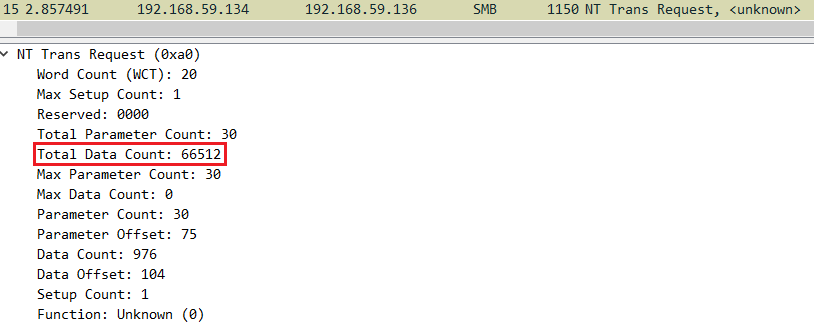 15 2.857491 192.168.59.134 192.168.59.136 SMB 1150 NT Trans Request, <unknown>
NT Trans Request (0xa0)
Word Count (WCT): 20
Max Setup Count: 1
Reserved: 0000
Total Parameter Count: 30
Total Data Count: 66512
Max Parameter Count: 30
Max Data Count: 0
Parameter Count: 30
Parameter Offset: 75
Data Count: 976
Data Offset: 104
Setup Count: 1
Function: Unknown (0)